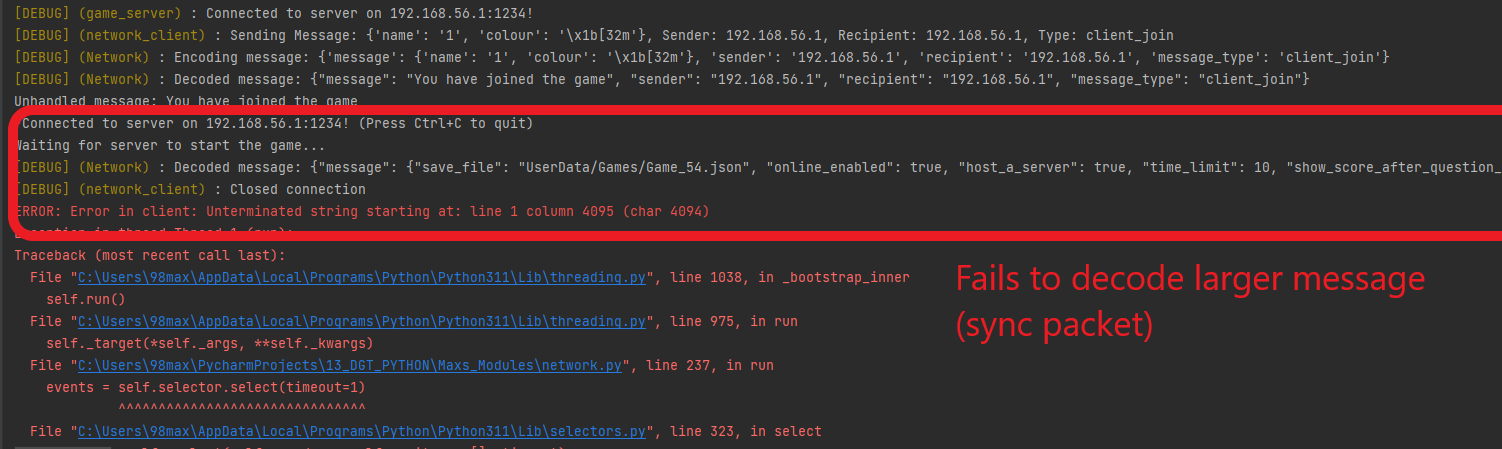 [DEBUG] (game_server) : Connected to server on 192.168.56.1:1234!
[DEBUG] (network_client) : Sending Message: {'name': '1', 'colour': '\x1b[32m'}, Sender: 192.168.56.1, Recipient: 192.168.56.1, Type: client_join
[DEBUG] (Network) : Encoding message: {'message': {'name': '1', 'colour': '\x1b[32m'}, 'sender': '192.168.56.1', 'recipient': '192.168.56.1', 'message_type': 'client_join'}
[DEBUG] (Network) : Decoded message: {"message": "You have joined the game", "sender": "192.168.56.1", "recipient": "192.168.56.1", "message_type": "client_join"}
Unhandled message: You have joined the game
Connected to server on 192.168.56.1:1234! (Press Ctrl+C to quit)
Waiting for server to start the game...
[DEBUG] (Network) : Decoded message: {"message": {"save_file": "UserData/Games/Game_54.json", "online_enabled": true, "host_a_server": true, "time_limit": 10, "show_score_after_question_
[DEBUG] (network_client) : Closed connection
ERROR: Error in client: Unterminated string starting at: line 1 column 4095 (char 4094)
Traceback (most recent call last):
File "C:\Users\98max\AppData\Local\Programs\Python\Python311\Lib\threading.py", line 1038, in _bootstrap_inner
self.run()
File "C:\Users\98max\AppData\Local\Programs\Python\Python311\Lib\threading.py", line 975, in run
self._target(*self._args, **self._kwargs)
File "C:\Users\98max\PycharmProjects\13_DGT_PYTHON\Maxs_Modules\network.py", line 237, in run
events = self.selector.select(timeout=1)
^^^^^^^^^^^^^^^^^^^^^^^^^^^^^^^
File "C:\Users\98max\AppData\Local\Programs\Python\Python311\Lib\selectors.py", line 323, in select
Fails to decode larger message
(sync packet)